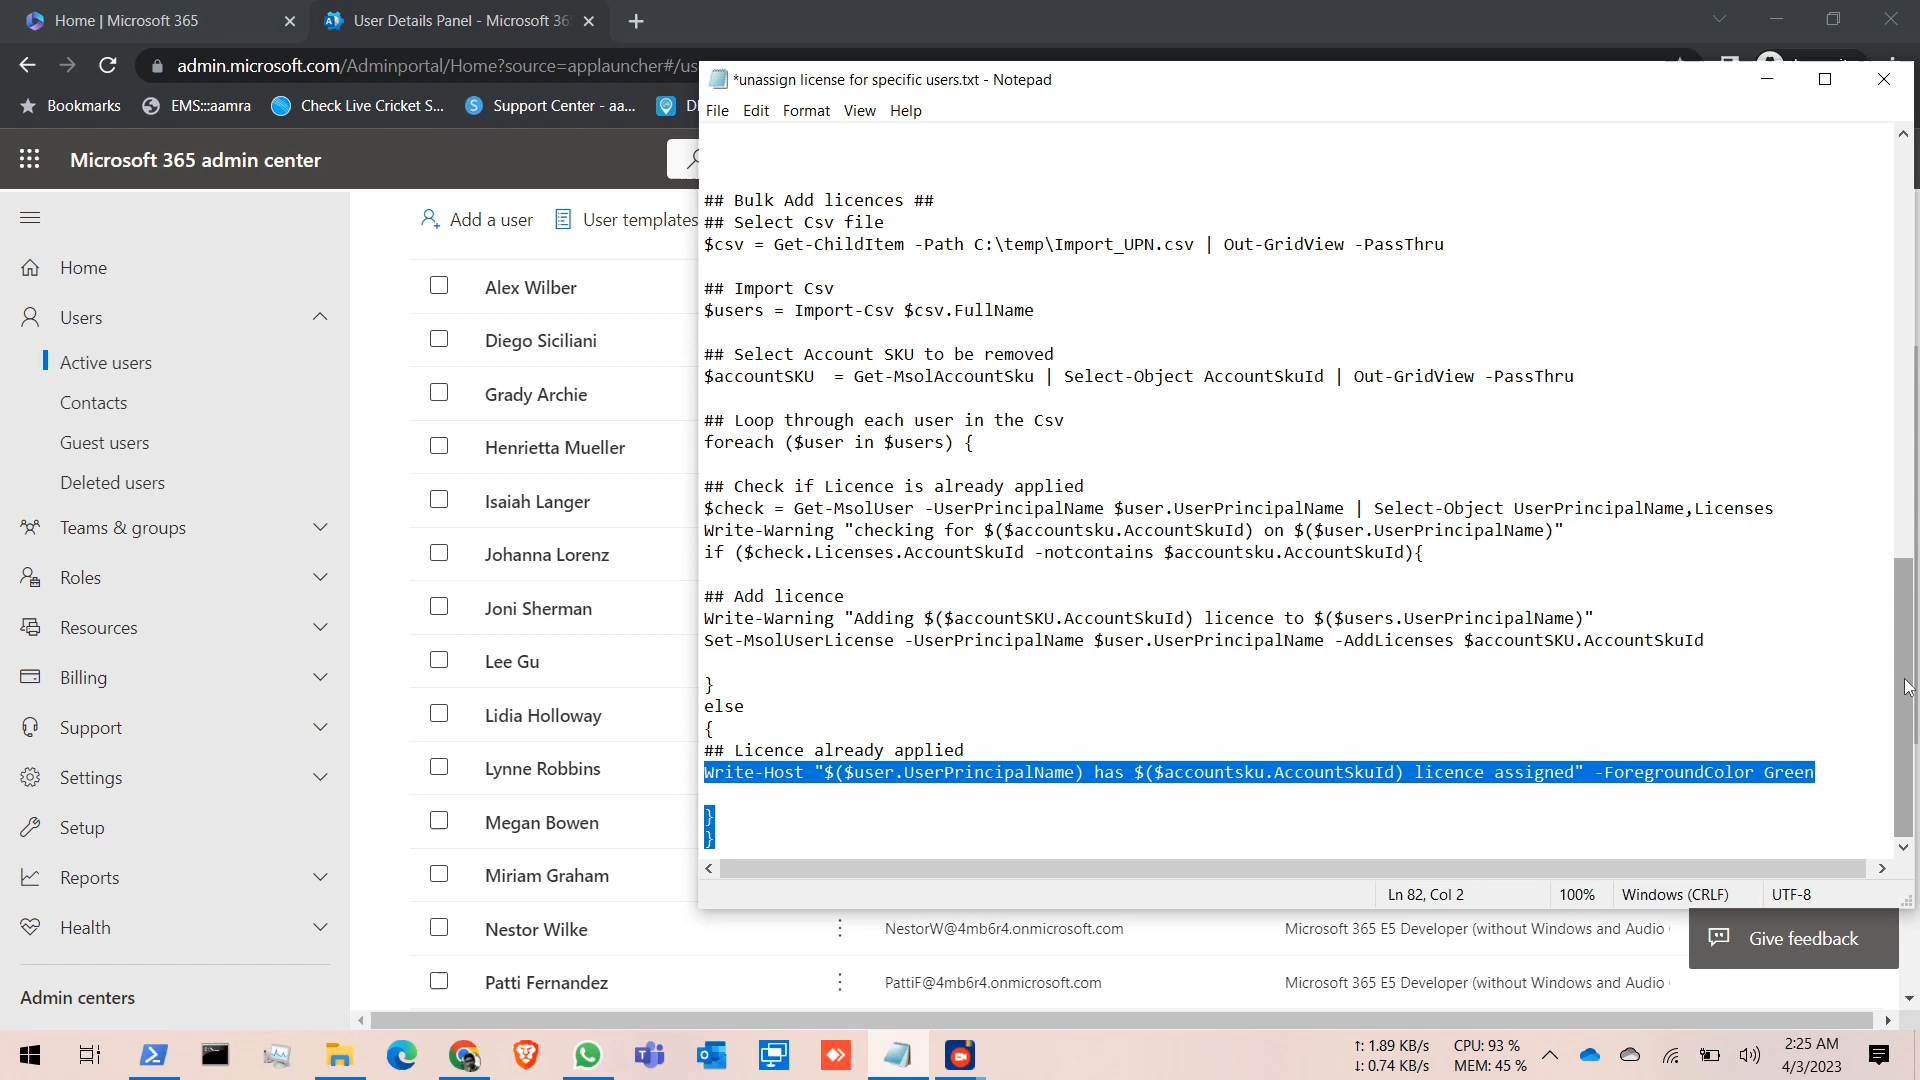 Home | Microsoft 365
User Details Panel - Microsoft 36
admin.microsoft.com/Adminportal/Home?source=applauncher#/us
*unassign license for specific users.txt - Notepad
Bookmarks
EMS:::aamra
Check Live Cricket S...
Support Center - aa...
File Edit Format View Help
Microsoft 365 admin center
Add a user
User templates
Home
Users
Active users
Contacts
Guest users
Deleted users
Teams & groups
Roles
Resources
Billing
Support
Settings
Setup
Reports
Health
Admin centers
Alex Wilber
Diego Siciliani
Grady Archie
Henrietta Mueller
Isaiah Langer
Johanna Lorenz
Joni Sherman
Lee Gu
Lidia Holloway
Lynne Robbins
Megan Bowen
Miriam Graham
Nestor Wilke NestorW@4mb6r4.onmicrosoft.com Microsoft 365 E5 Developer (without Windows and Audio
Patti Fernandez PattiF@4mb6r4.onmicrosoft.com Microsoft 365 E5 Developer (without Windows and Audio
## Bulk Add licences ##
## Select Csv file
$csv = Get-ChildItem -Path C:\temp\Import_UPN.csv | Out-GridView -PassThru
## Import Csv
$users = Import-Csv $csv.FullName
## Select Account SKU to be removed
$accountSKU  = Get-MsolAccountSku | Select-Object AccountSkuId | Out-GridView -PassThru
## Loop through each user in the Csv
foreach ($user in $users) {
## Check if Licence is already applied
$check = Get-MsolUser -UserPrincipalName $user.UserPrincipalName | Select-Object UserPrincipalName,Licenses
Write-Warning "checking for $($accountsku.AccountSkuId) on $($user.UserPrincipalName)"
if ($check.Licenses.AccountSkuId -notcontains $accountsku.AccountSkuId){
## Add licence
Write-Warning "Adding $($accountSKU.AccountSkuId) licence to $($users.UserPrincipalName)"
Set-MsolUserLicense -UserPrincipalName $user.UserPrincipalName -AddLicenses $accountSKU.AccountSkuId
}
else
{
## Licence already applied
Write-Host "$($user.UserPrincipalName) has $($accountsku.AccountSkuId) licence assigned" -ForegroundColor Green
}
}
Ln 82, Col 2
100%
Windows (CRLF)
UTF-8
Give feedback
↑: 1.89 KB/s
↓: 0.74 KB/s
CPU: 93 %
MEM: 45 %
2:25 AM
4/3/2023